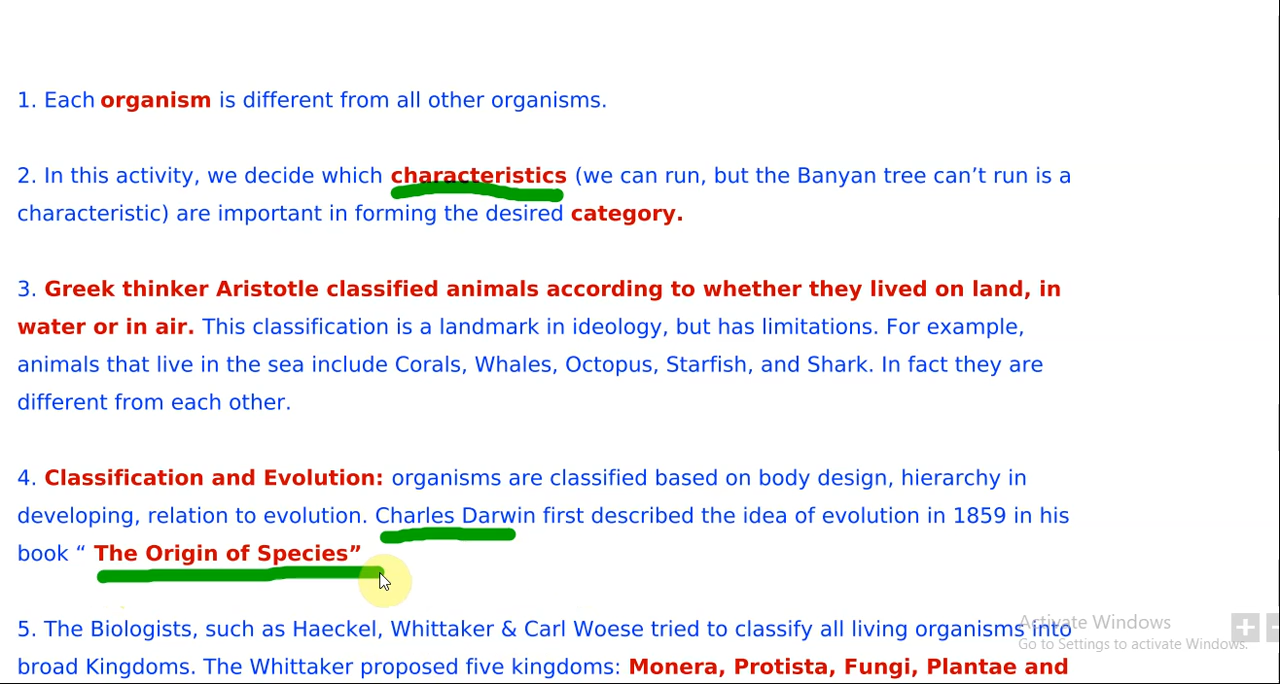 1. Each organism is different from all other organisms.
2. In this activity, we decide which characteristics (we can run, but the Banyan tree can’t run is a
characteristic) are important in forming the desired category.
3. Greek thinker Aristotle classified animals according to whether they lived on land, in
water or in air. This classification is a landmark in ideology, but has limitations. For example,
animals that live in the sea include Corals, Whales, Octopus, Starfish, and Shark. In fact they are
different from each other.
4. Classification and Evolution: organisms are classified based on body design, hierarchy in
developing, relation to evolution. Charles Darwin first described the idea of evolution in 1859 in his
book “ The Origin of Species”
5. The Biologists, such as Haeckel, Whittaker & Carl Woese tried to classify all living organisms into
broad Kingdoms. The Whittaker proposed five kingdoms: Monera, Protista, Fungi, Plantae and
Activate Windows
Go to Settings to activate Windows.